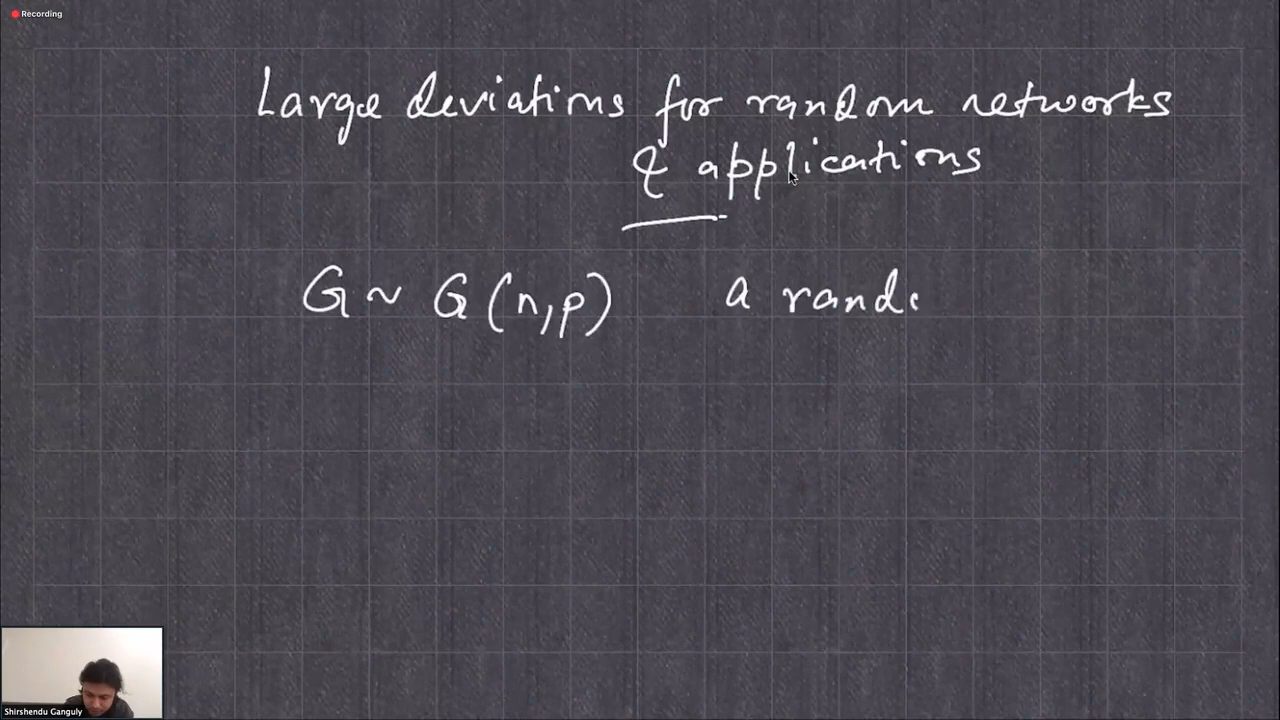 Recording
Large deviations for random networks
& applications
G ~ G(n,p) a rand
Shirshendu Ganguly